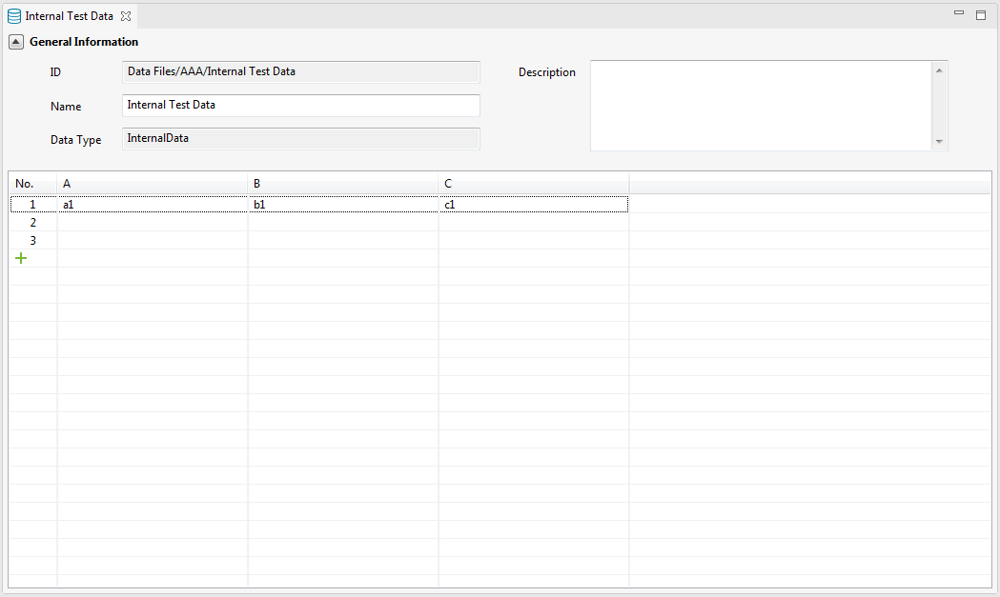 Internal Test Data
General Information
ID Data Files/AAA/Internal Test Data Description
Name Internal Test Data
Data Type InternalData
No. A B C
1 a1 b1 c1
2
3